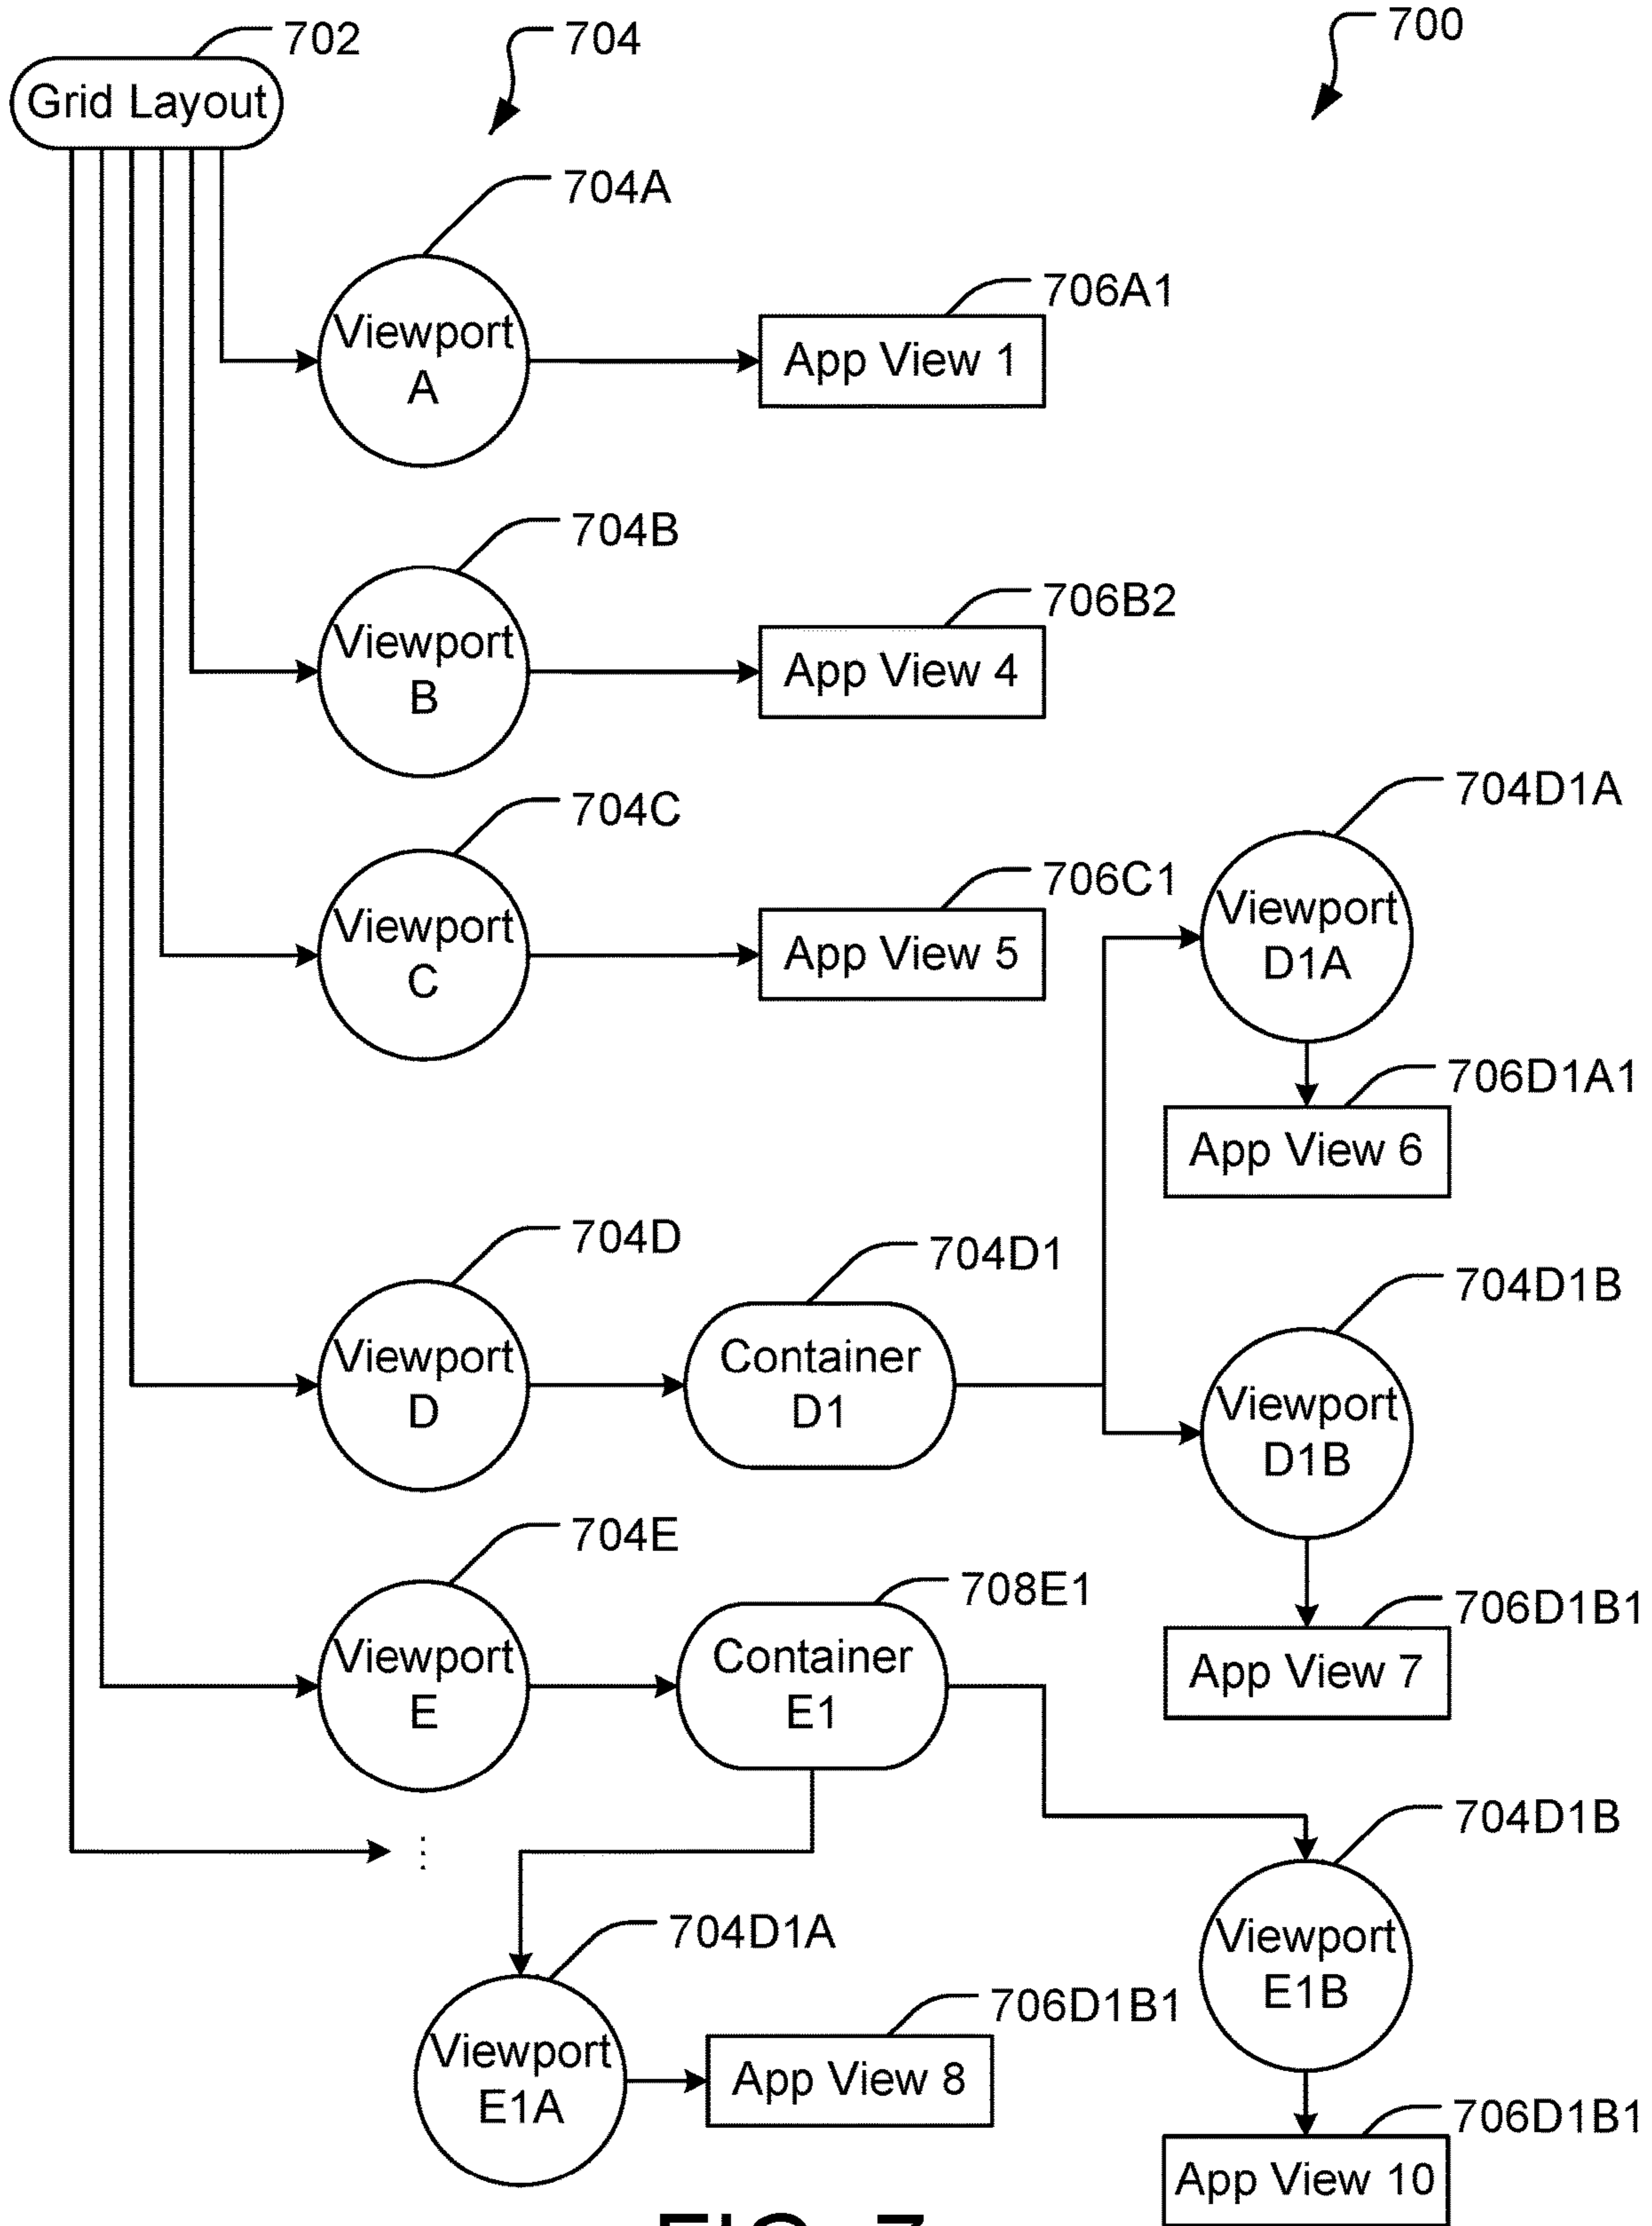 702
704
700
Grid Layout
704A
Viewport
A
706A1
App View 1
704B
Viewport
B
706B2
App View 4
704C
Viewport
C
706C1
App View 5
704D1A
Viewport
D1A
706D1A1
App View 6
704D
Viewport
D
704D1
Container
D1
704D1B
Viewport
D1B
706D1B1
App View 7
704E
Viewport
E
708E1
Container
E1
⋮
704D1B
Viewport
E1B
704D1A
Viewport
E1A
706D1B1
App View 8
706D1B1
App View 10
FIG. 7